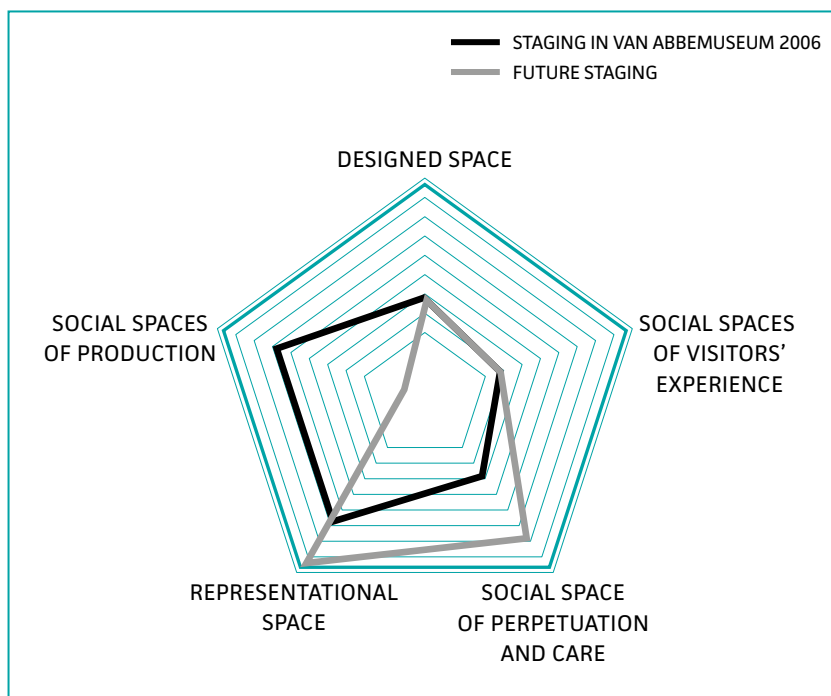 STAGING IN VAN ABBEMUSEUM 2006
FUTURE STAGING
DESIGNED SPACE
SOCIAL SPACES
OF PRODUCTION
SOCIAL SPACES
OF VISITORS’
EXPERIENCE
REPRESENTATIONAL
SPACE
SOCIAL SPACE
OF PERPETUATION
AND CARE